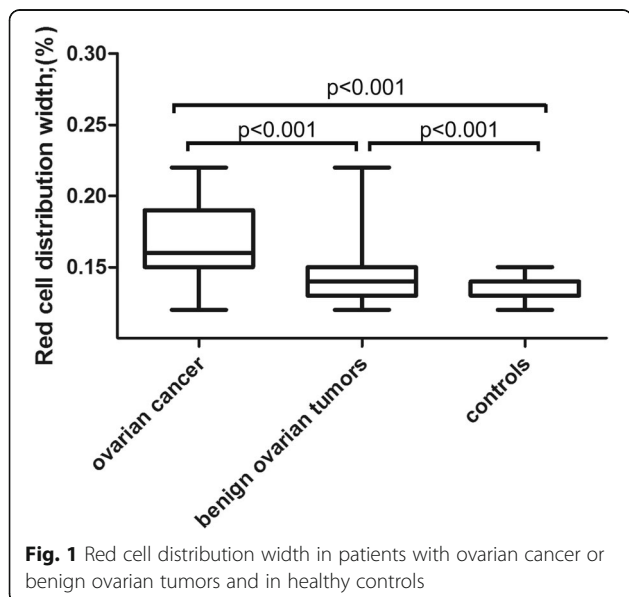 0.30
p<0.001
0.25
p<0.001 p<0.001
0.20
0.15
Red cell distribution width;(%)
ovarian cancer
benign ovarian tumors
controls
Fig. 1 Red cell distribution width in patients with ovarian cancer or
benign ovarian tumors and in healthy controls